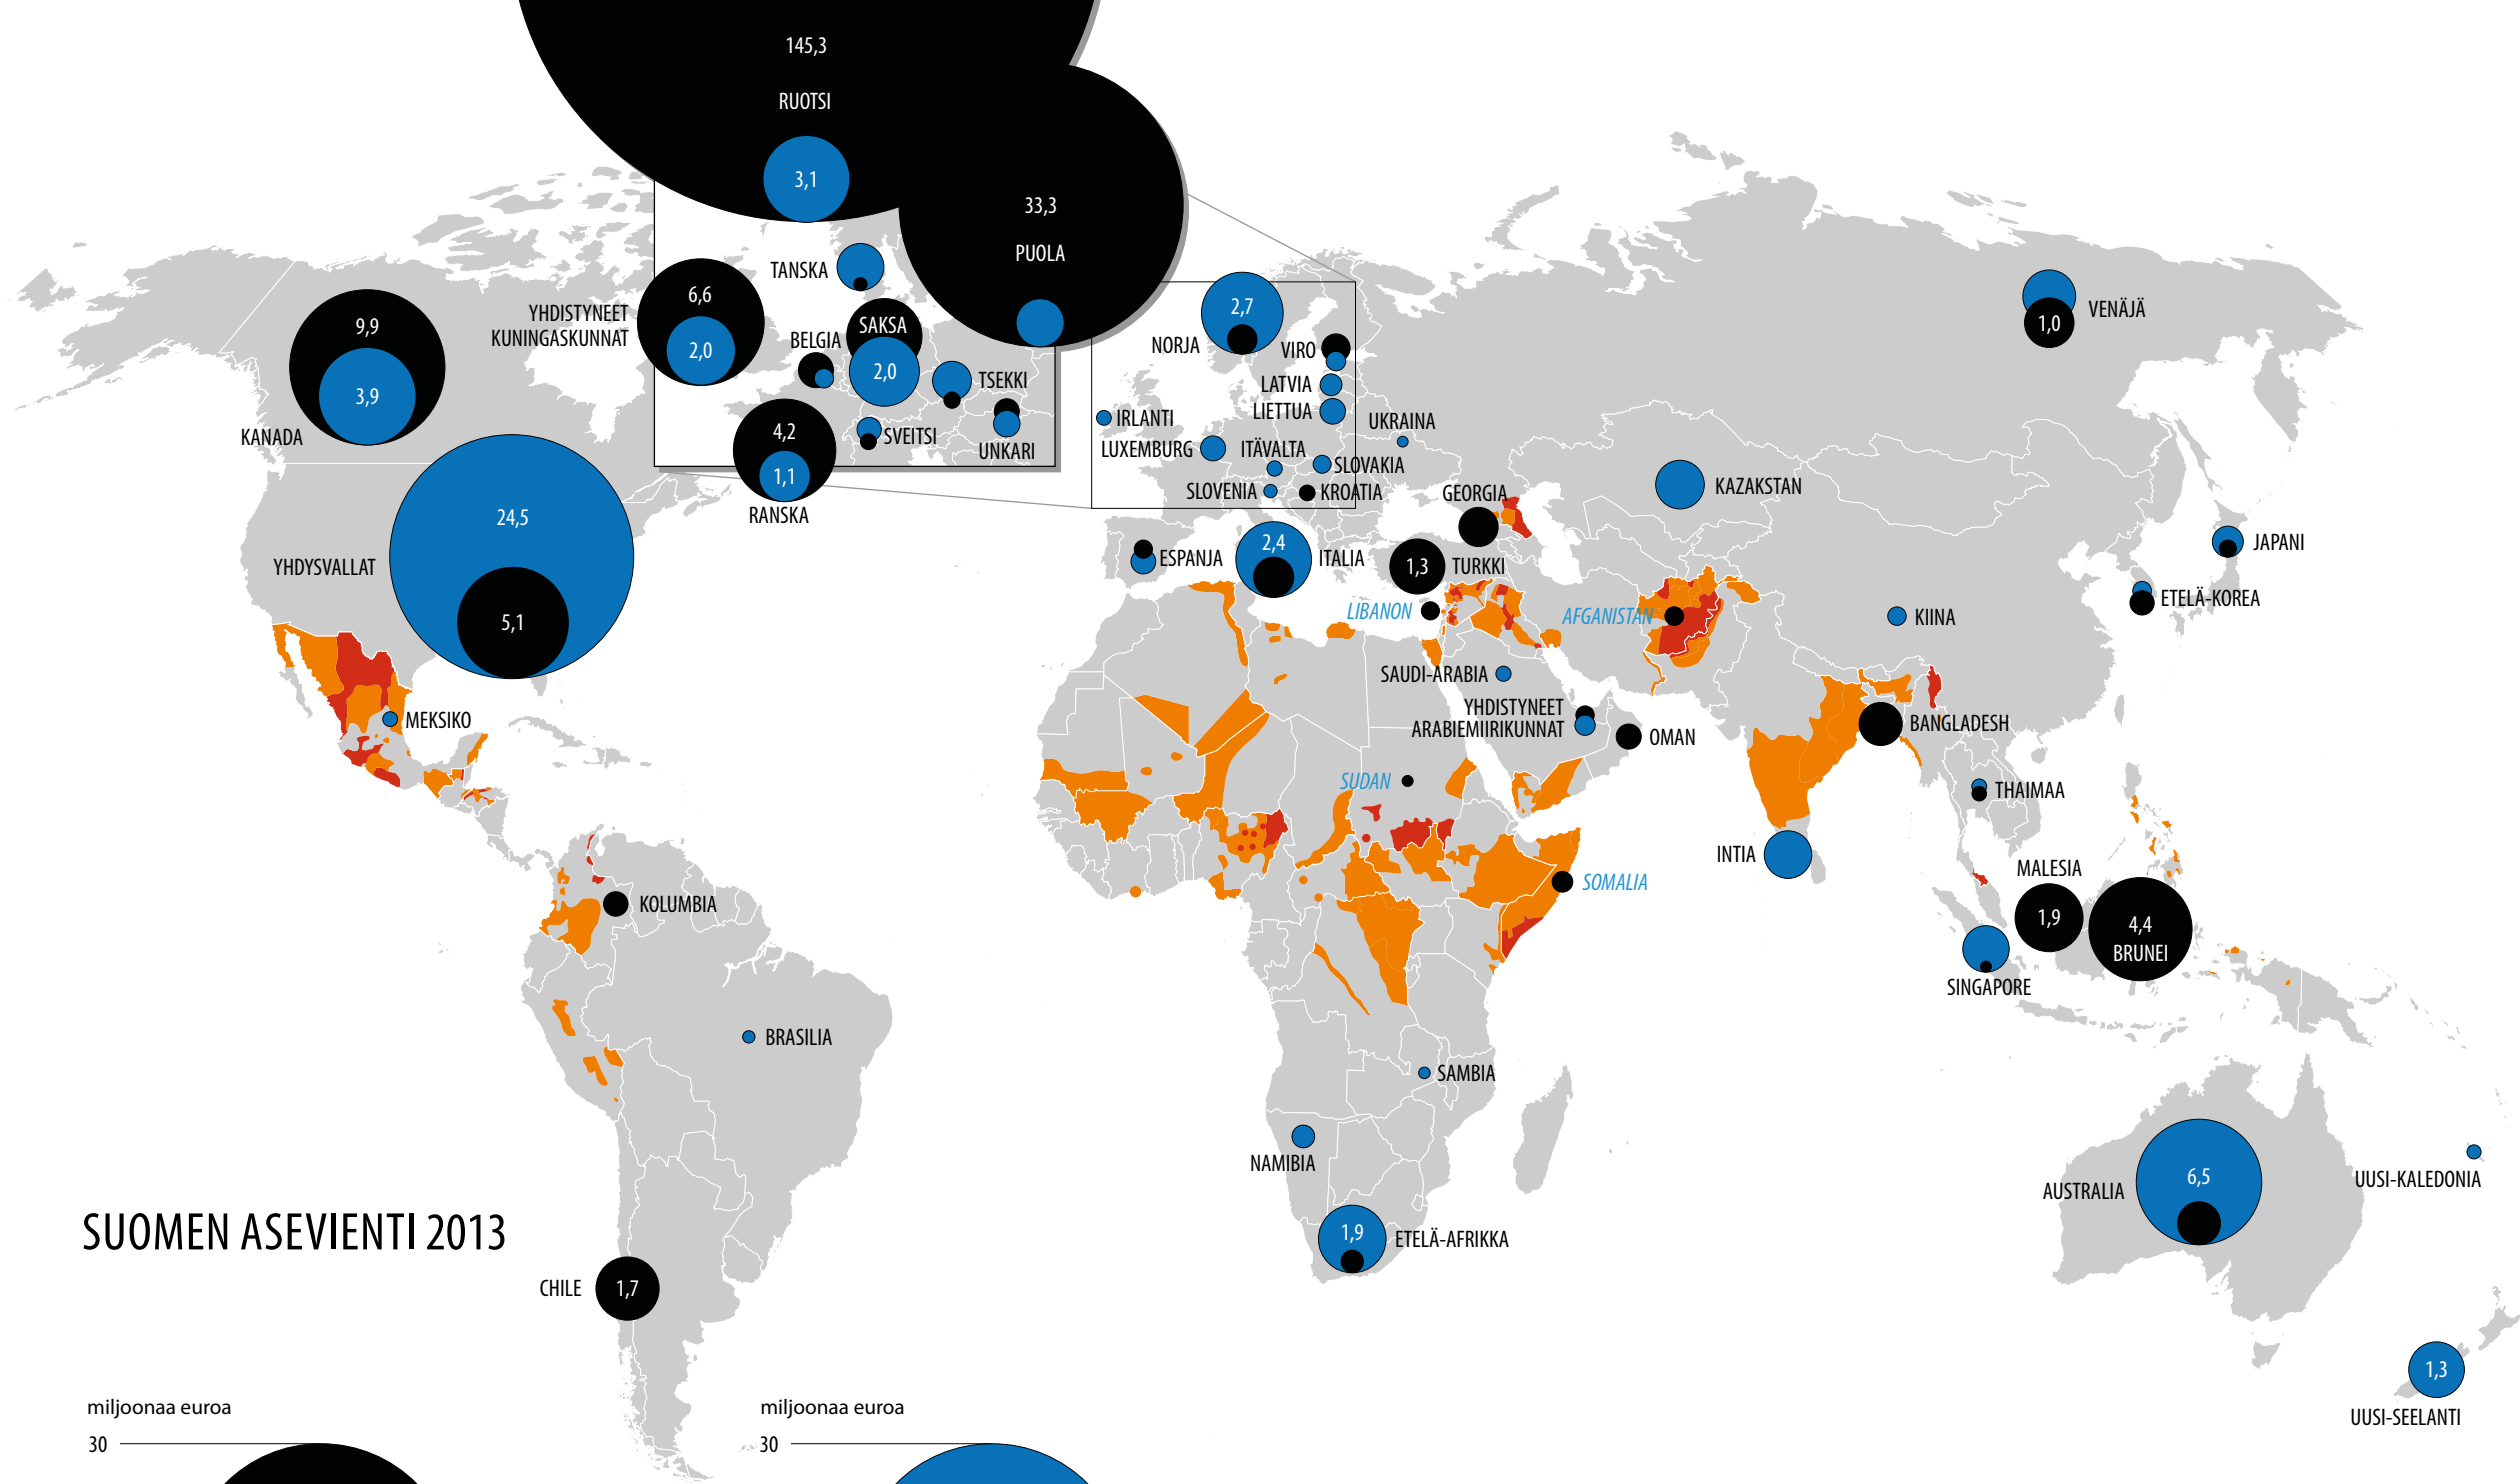 145,3
RUOTSI
3,1
33,3
PUOLA
TANSKA
6,6
YHDISTYNEET
KUNINGASKUNNAT
2,0
BELGIA
SAKSA
2,0
TSEKKI
SVEITSI
UNKARI
4,2
1,1
RANSKA
9,9
3,9
KANADA
24,5
YHDYSVALLAT
5,1
MEKSIKO
2,7
NORJA
VIRO
LATVIA
LIETTUA
IRLANTI
LUXEMBURG
ITÄVALTA
UKRAINA
SLOVAKIA
SLOVENIA
KROATIA
GEORGIA
ESPANJA
2,4
ITALIA
1,3
TURKKI
LIBANON
AFGANISTAN
VENÄJÄ
1,0
KAZAKSTAN
JAPANI
ETELÄ-KOREA
KIINA
SAUDI-ARABIA
YHDISTYNEET
ARABIEMIIRIKUNNAT
OMAN
BANGLADESH
SUDAN
THAIMAA
INTIA
SOMALIA
MALESIA
1,9
4,4
BRUNEI
SINGAPORE
KOLUMBIA
BRASILIA
SAMBIA
NAMIBIA
1,9
ETELÄ-AFRIKKA
6,5
AUSTRALIA
UUSI-KALEDONIA
1,3
UUSI-SEELANTI
SUOMEN ASEVIENTI 2013
CHILE
1,7
miljoonaa euroa
30
miljoonaa euroa
30